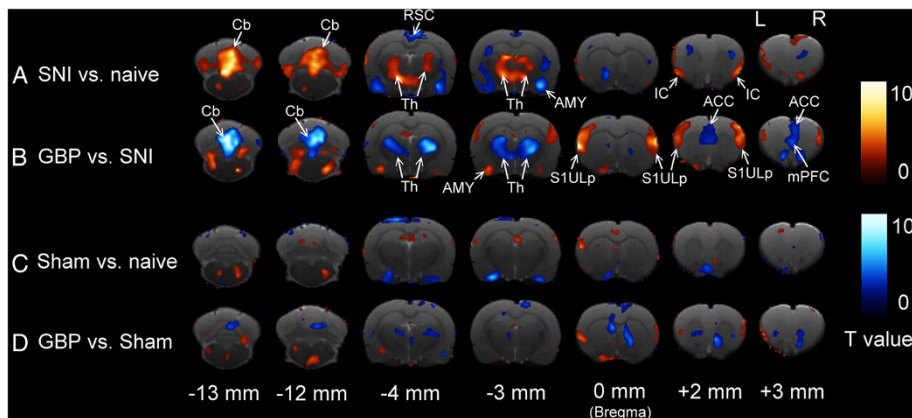 L R
Cb Cb RSC
A SNI vs. naive
Th Th AMY IC IC
10
0
Cb ACC ACC
B GBP vs. SNI
Th AMY Th S1ULp S1ULp S1ULp mPFC
10
0
C Sham vs. naive
D GBP vs. Sham
T value
-13 mm -12 mm -4 mm -3 mm 0 mm +2 mm +3 mm
(Bregma)